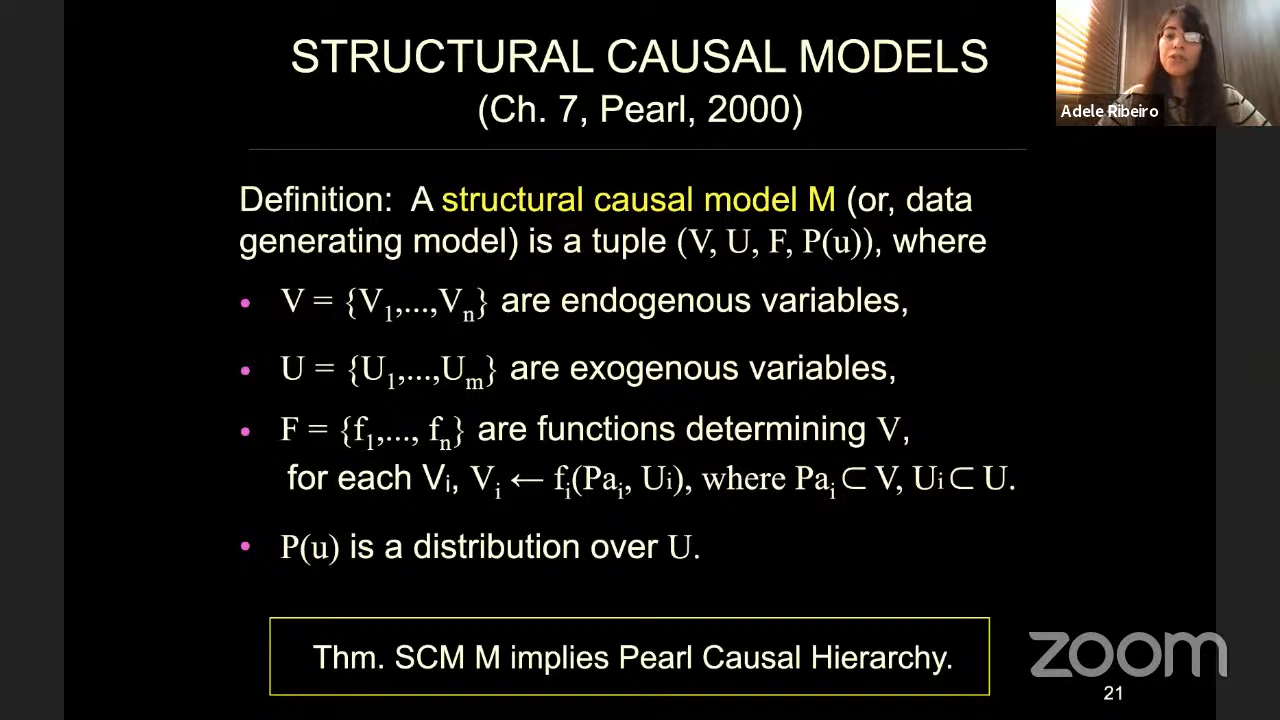 STRUCTURAL CAUSAL MODELS
(Ch. 7, Pearl, 2000)
Adele Ribeiro
Definition: A structural causal model M (or, data
generating model) is a tuple (V, U, F, P(u)), where
• V = {V₁,...,Vₙ} are endogenous variables,
• U = {U₁,...,Uₘ} are exogenous variables,
• F = {f₁,..., fₙ} are functions determining V,
for each Vᵢ, Vᵢ ← fᵢ(Paᵢ, Uᵢ), where Paᵢ ⊂ V, Uᵢ ⊂ U.
• P(u) is a distribution over U.
Thm. SCM M implies Pearl Causal Hierarchy.
zoom
21